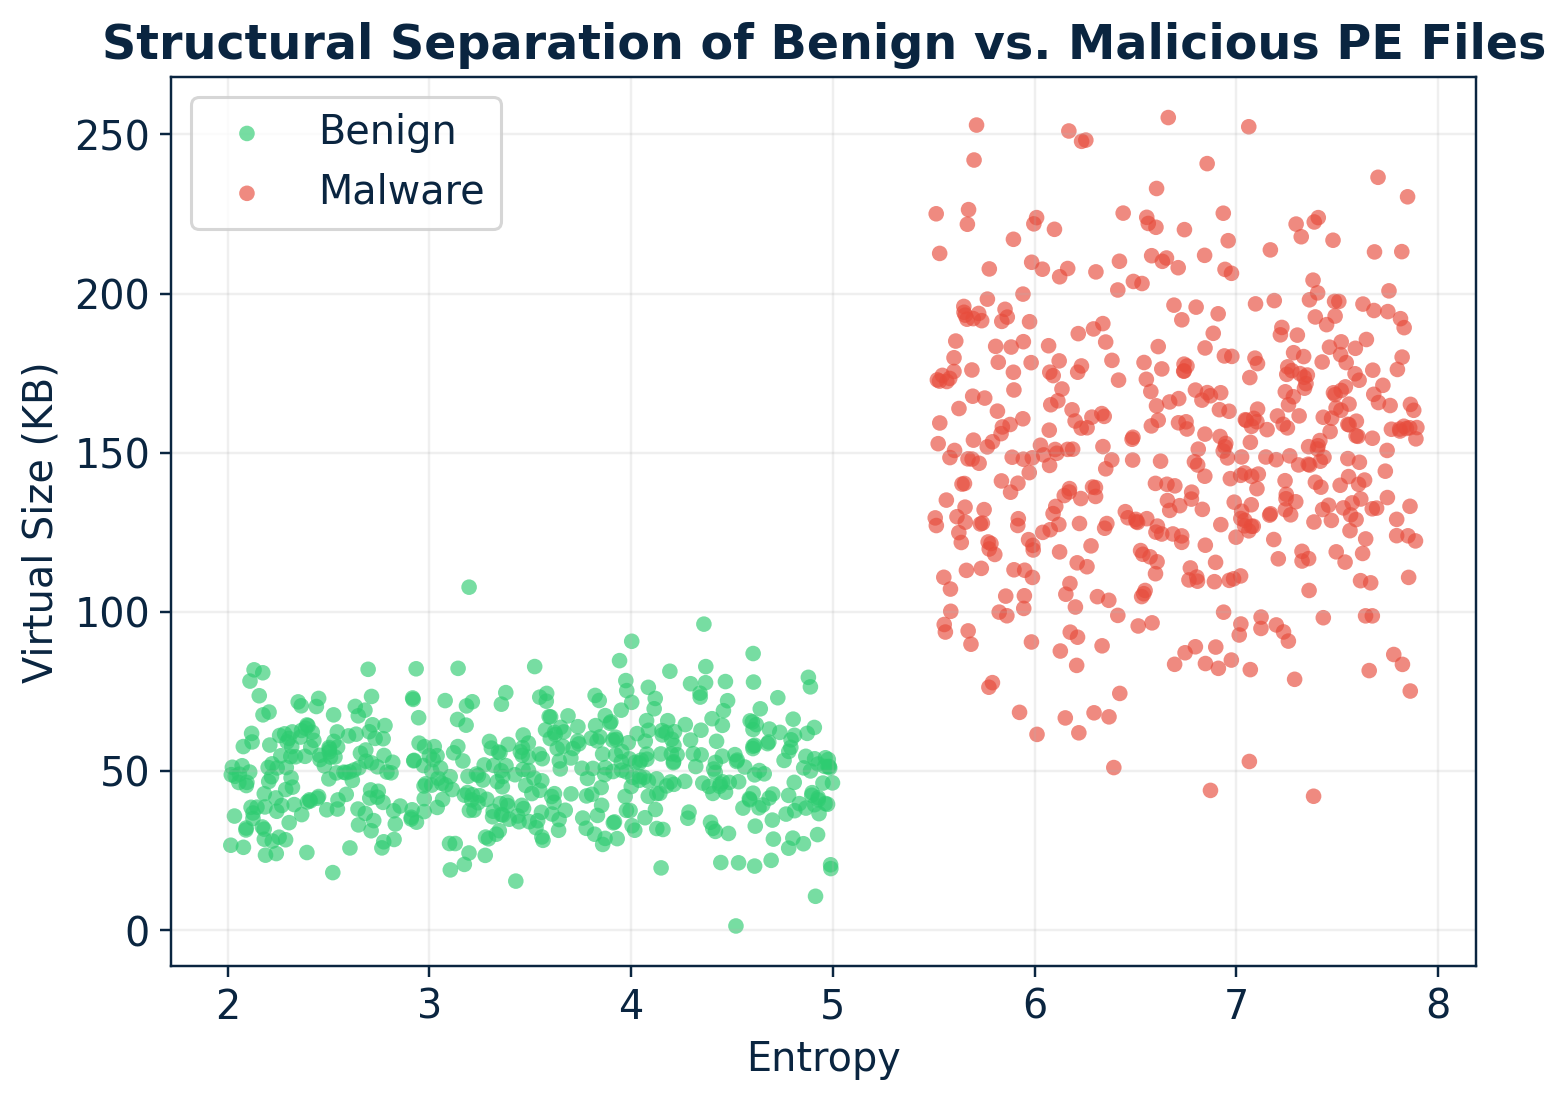 Structural Separation of Benign vs. Malicious PE Files
Benign
Malware
250
200
150
100
50
0
Virtual Size (KB)
2 3 4 5 6 7 8
Entropy